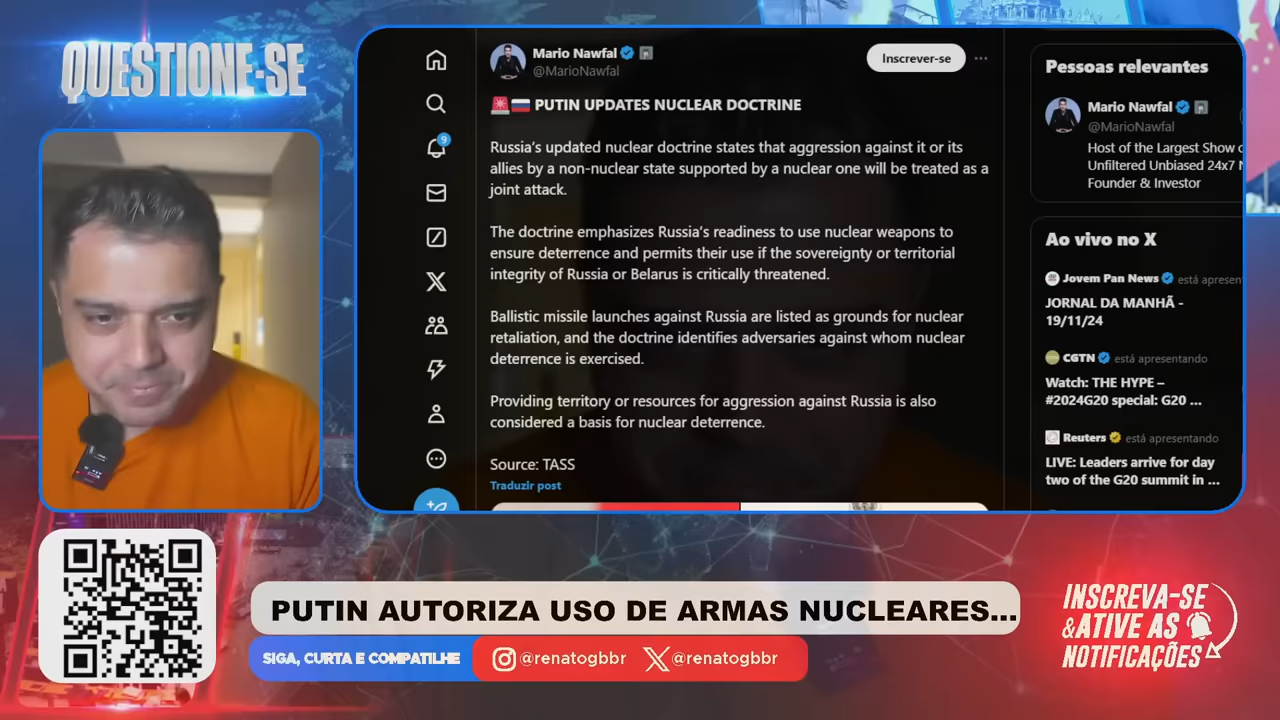 QUESTIONE-SE
Mario Nawfal
@MarioNawfal
Inscrever-se
PUTIN UPDATES NUCLEAR DOCTRINE
Russia's updated nuclear doctrine states that aggression against it or its
allies by a non-nuclear state supported by a nuclear one will be treated as a
joint attack.
The doctrine emphasizes Russia's readiness to use nuclear weapons to
ensure deterrence and permits their use if the sovereignty or territorial
integrity of Russia or Belarus is critically threatened.
Ballistic missile launches against Russia are listed as grounds for nuclear
retaliation, and the doctrine identifies adversaries against whom nuclear
deterrence is exercised.
Providing territory or resources for aggression against Russia is also
considered a basis for nuclear deterrence.
Source: TASS
Traduzir post
9
Pessoas relevantes
Mario Nawfal
@MarioNawfal
Host of the Largest Show
Unfiltered Unbiased 24x7
Founder & Investor
Ao vivo no X
Jovem Pan News está apresen
JORNAL DA MANHÃ -
19/11/24
CGTN está apresentando
Watch: THE HYPE –
#2024G20 special: G20 ...
Reuters está apresentando
LIVE: Leaders arrive for day
two of the G20 summit in ...
PUTIN AUTORIZA USO DE ARMAS NUCLEARES...
SIGA, CURTA E COMPATILHE
@renatogbbr
@renatogbbr
INSCREVA-SE
&ATIVE AS
NOTIFICAÇÕES